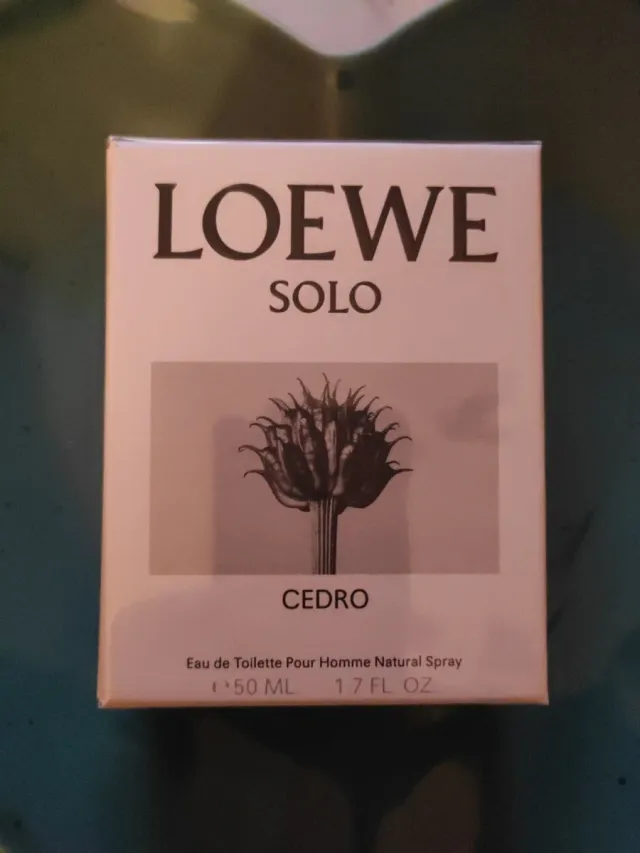 LOEWE
SOLO
CEDRO
Eau de Toilette Pour Homme Natural Spray
℮50 ML 1.7 FL. OZ.